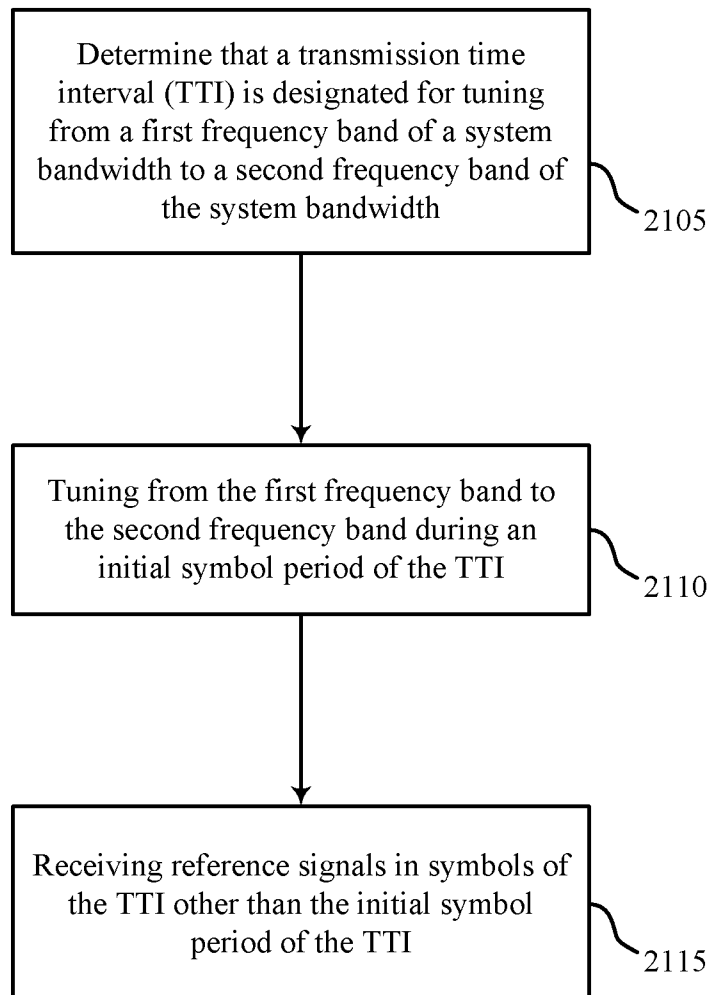 Determine that a transmission time
interval (TTI) is designated for tuning
from a first frequency band of a system
bandwidth to a second frequency band of
the system bandwidth
2105
Tuning from the first frequency band to
the second frequency band during an
initial symbol period of the TTI
2110
Receiving reference signals in symbols of
the TTI other than the initial symbol
period of the TTI
2115